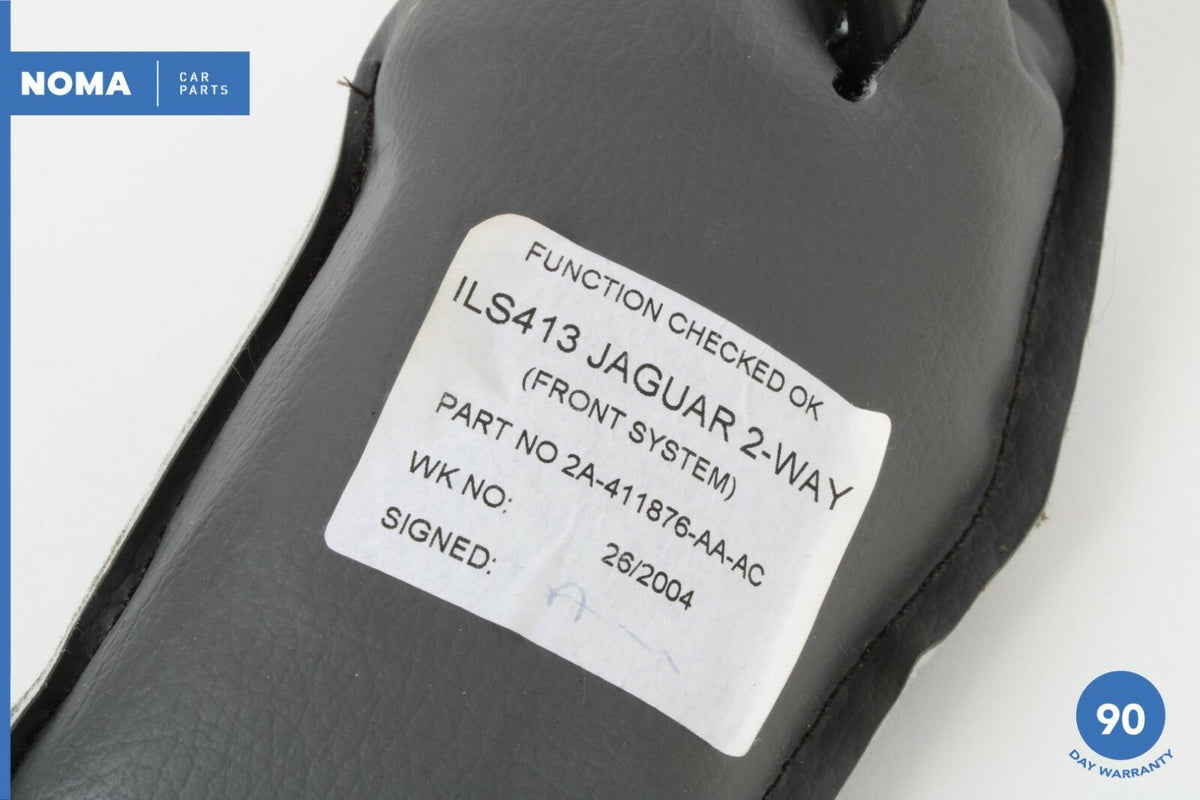 NOMA
CAR
PARTS
FUNCTION CHECKED OK
ILS413 JAGUAR 2-WAY
(FRONT SYSTEM)
PART NO 2A-411876-AA-AC
WK NO: 26/2004
SIGNED:
90
DAY WARRANTY